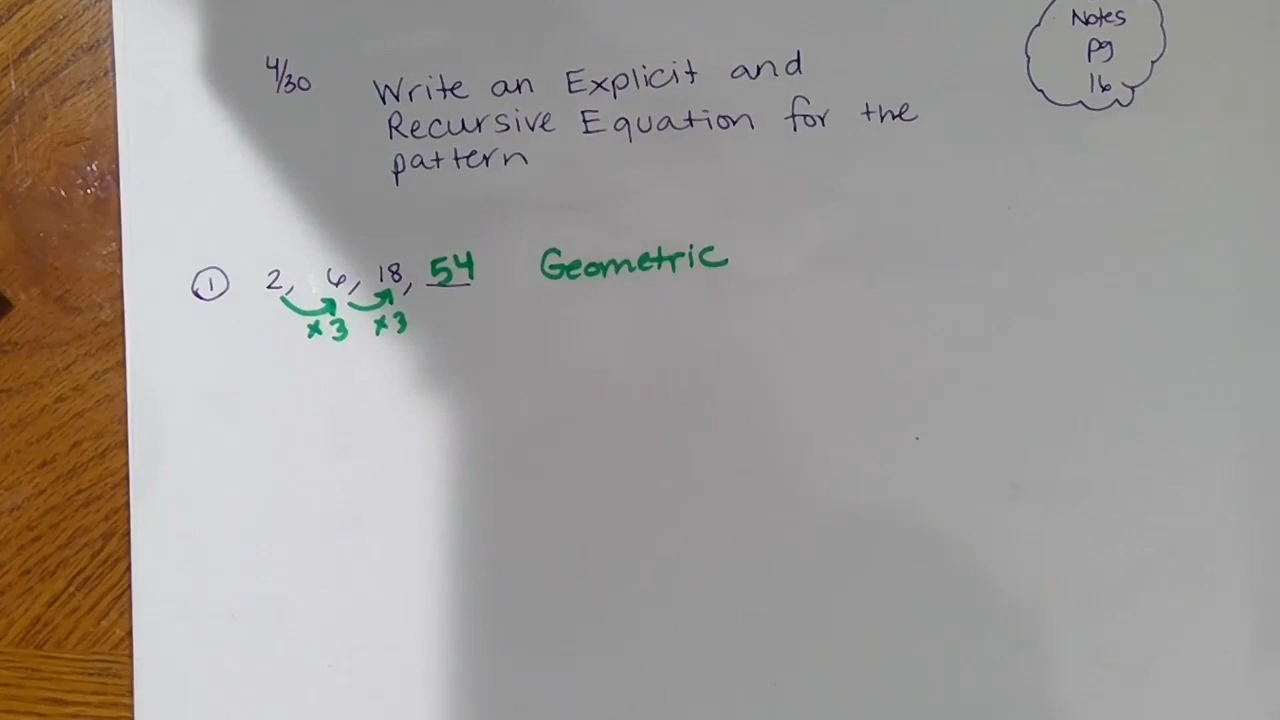 Notes
pg
16
4/30 Write an Explicit and
Recursive Equation for the
pattern
① 2, 6, 18, 54 Geometric
×3 ×3